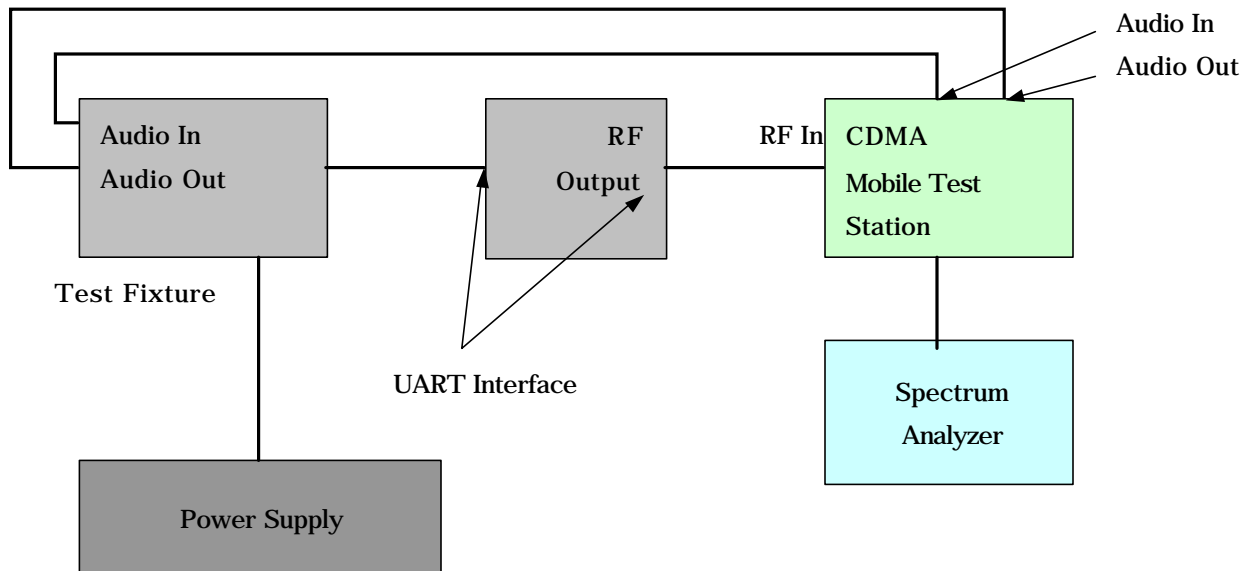 Audio In
Audio Out
Audio In
Audio Out
RF
Output
RF In
CDMA
Mobile Test
Station
Test Fixture
UART Interface
Spectrum
Analyzer
Power Supply